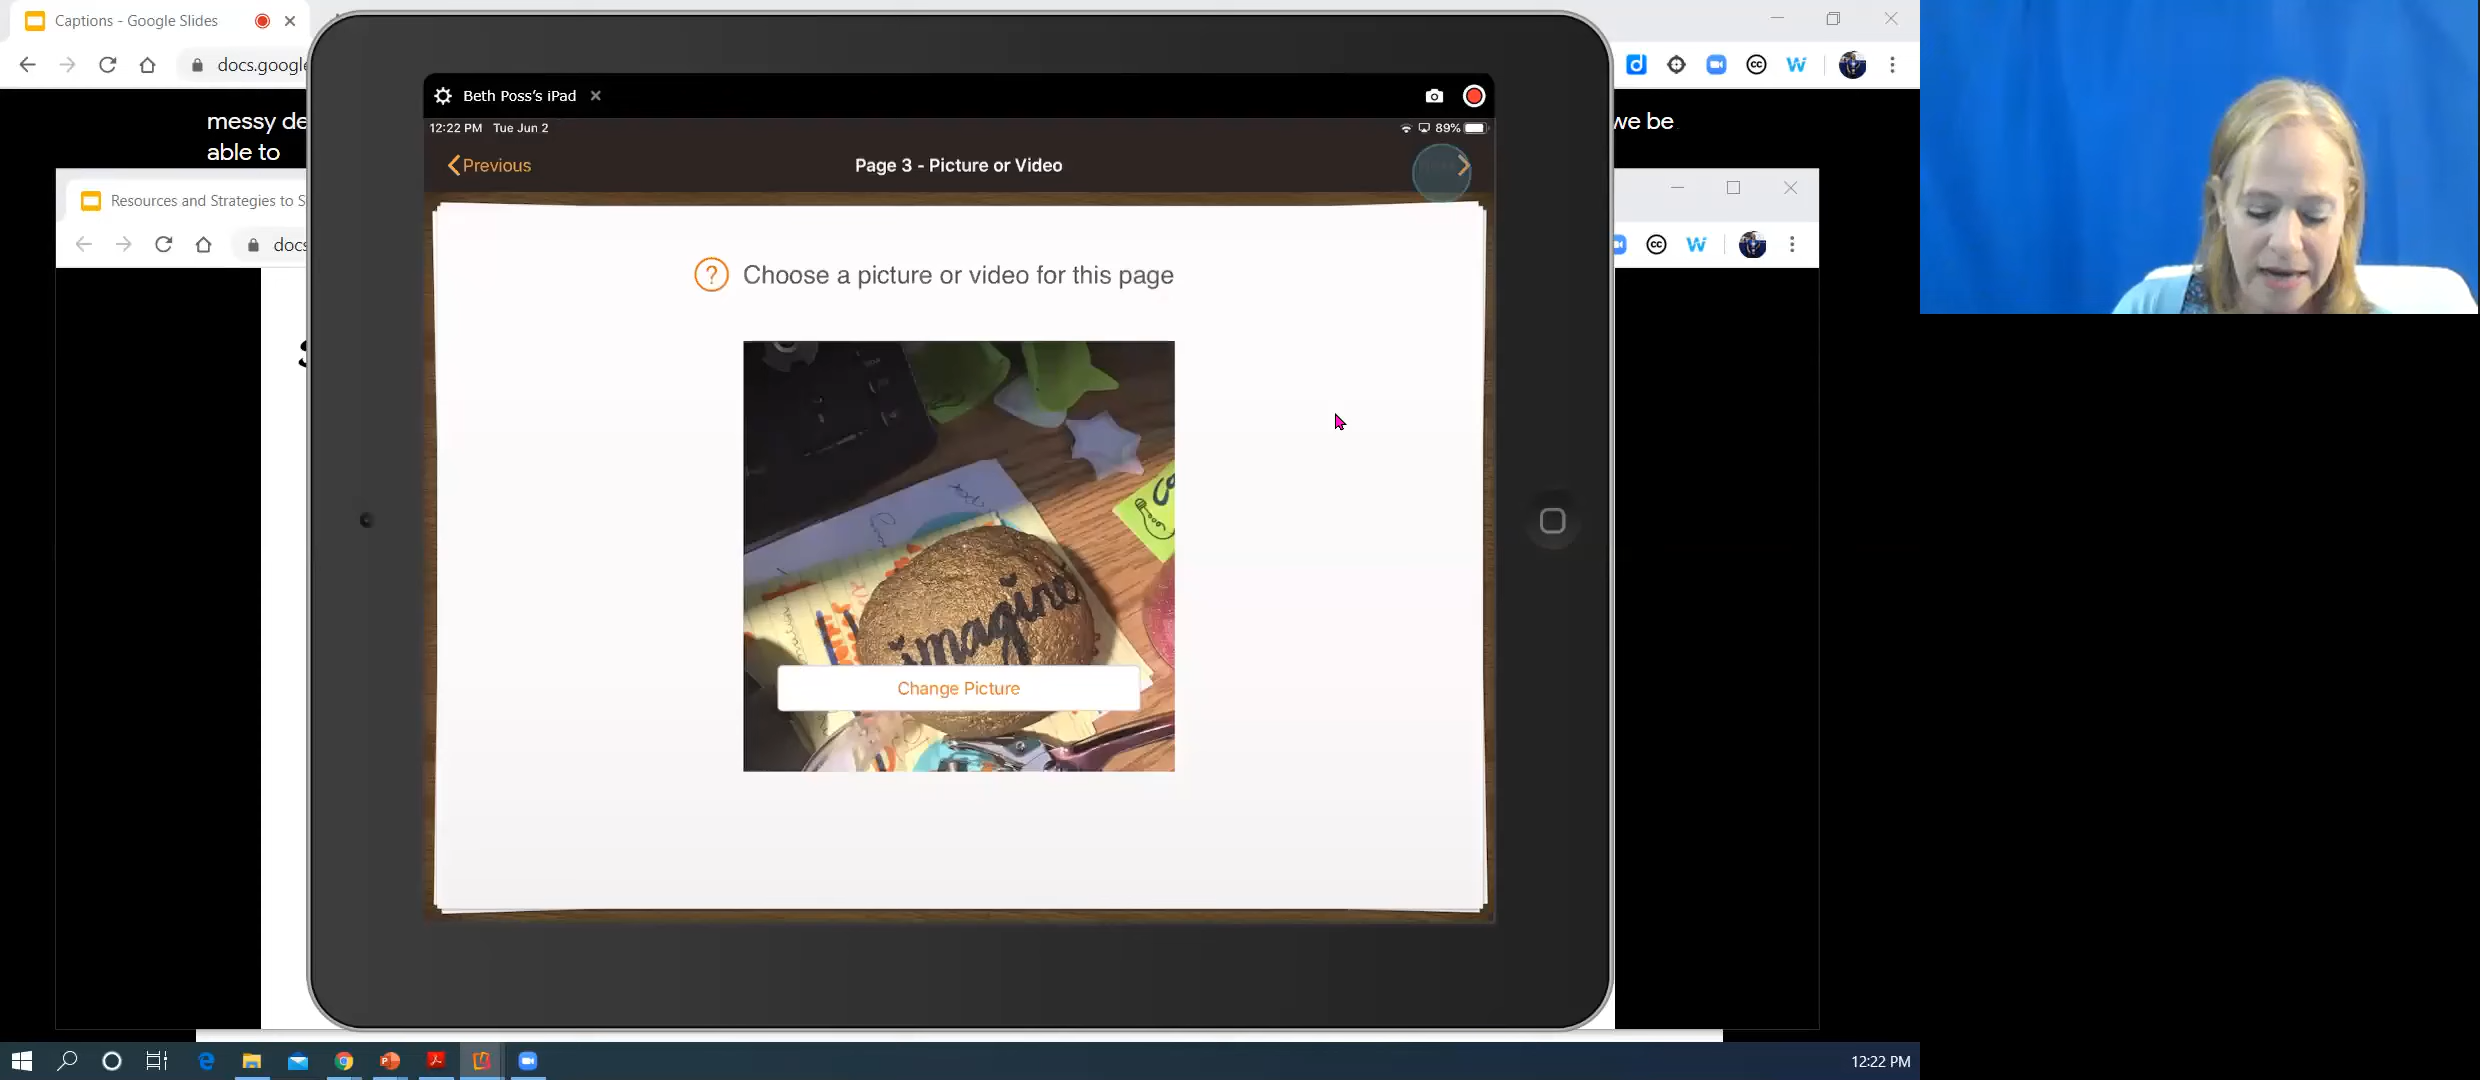 Captions - Google Slides
docs.google
messy de
we be
able to
Resources and Strategies to S
docs
Beth Poss's iPad
12:22 PM Tue Jun 2
89%
Previous
Page 3 - Picture or Video
? Choose a picture or video for this page
imagine
Change Picture
12:22 PM